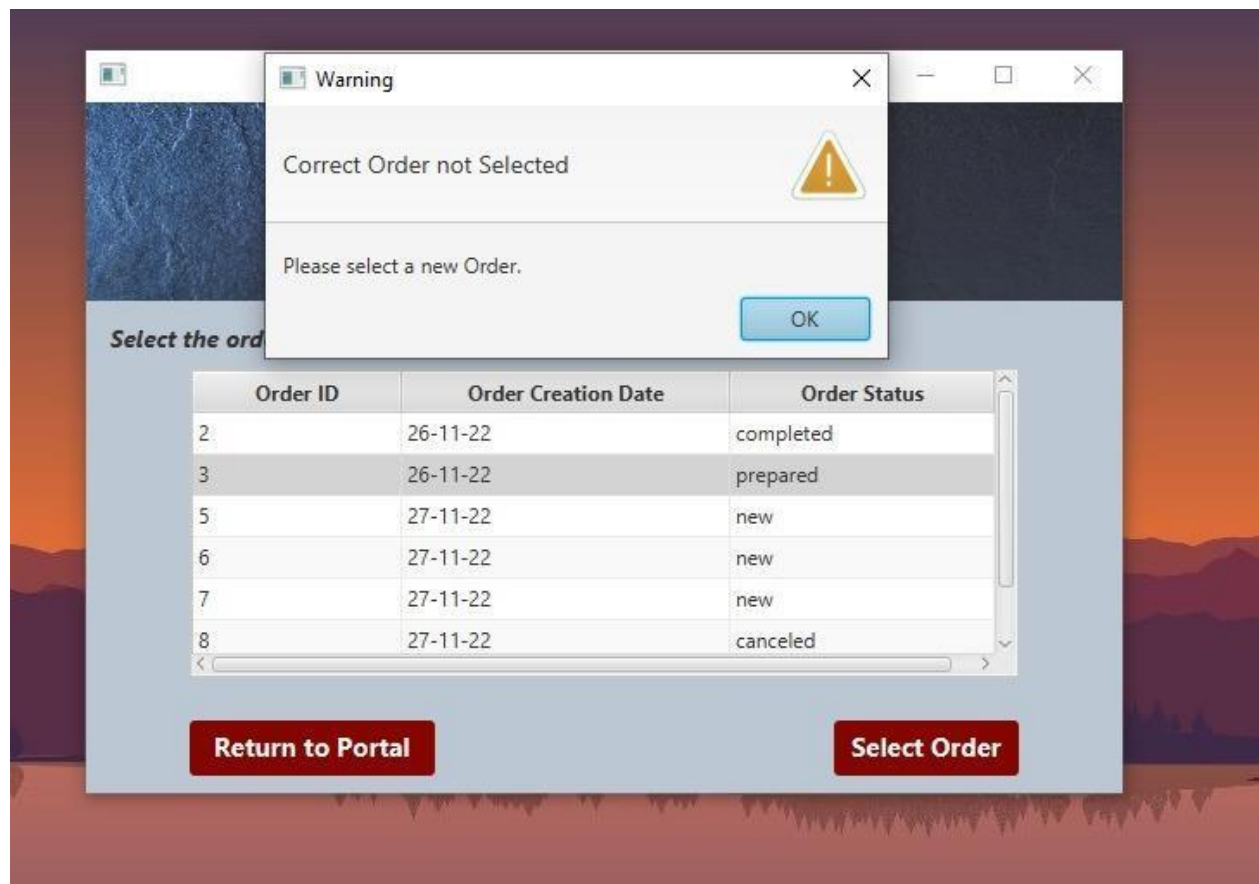 Warning
Correct Order not Selected
Please select a new Order.
OK
Select the
Order ID Order Creation Date Order Status
2 26-11-22 completed
3 26-11-22 prepared
5 27-11-22 new
6 27-11-22 new
7 27-11-22 new
8 27-11-22 canceled
Return to Portal Select Order